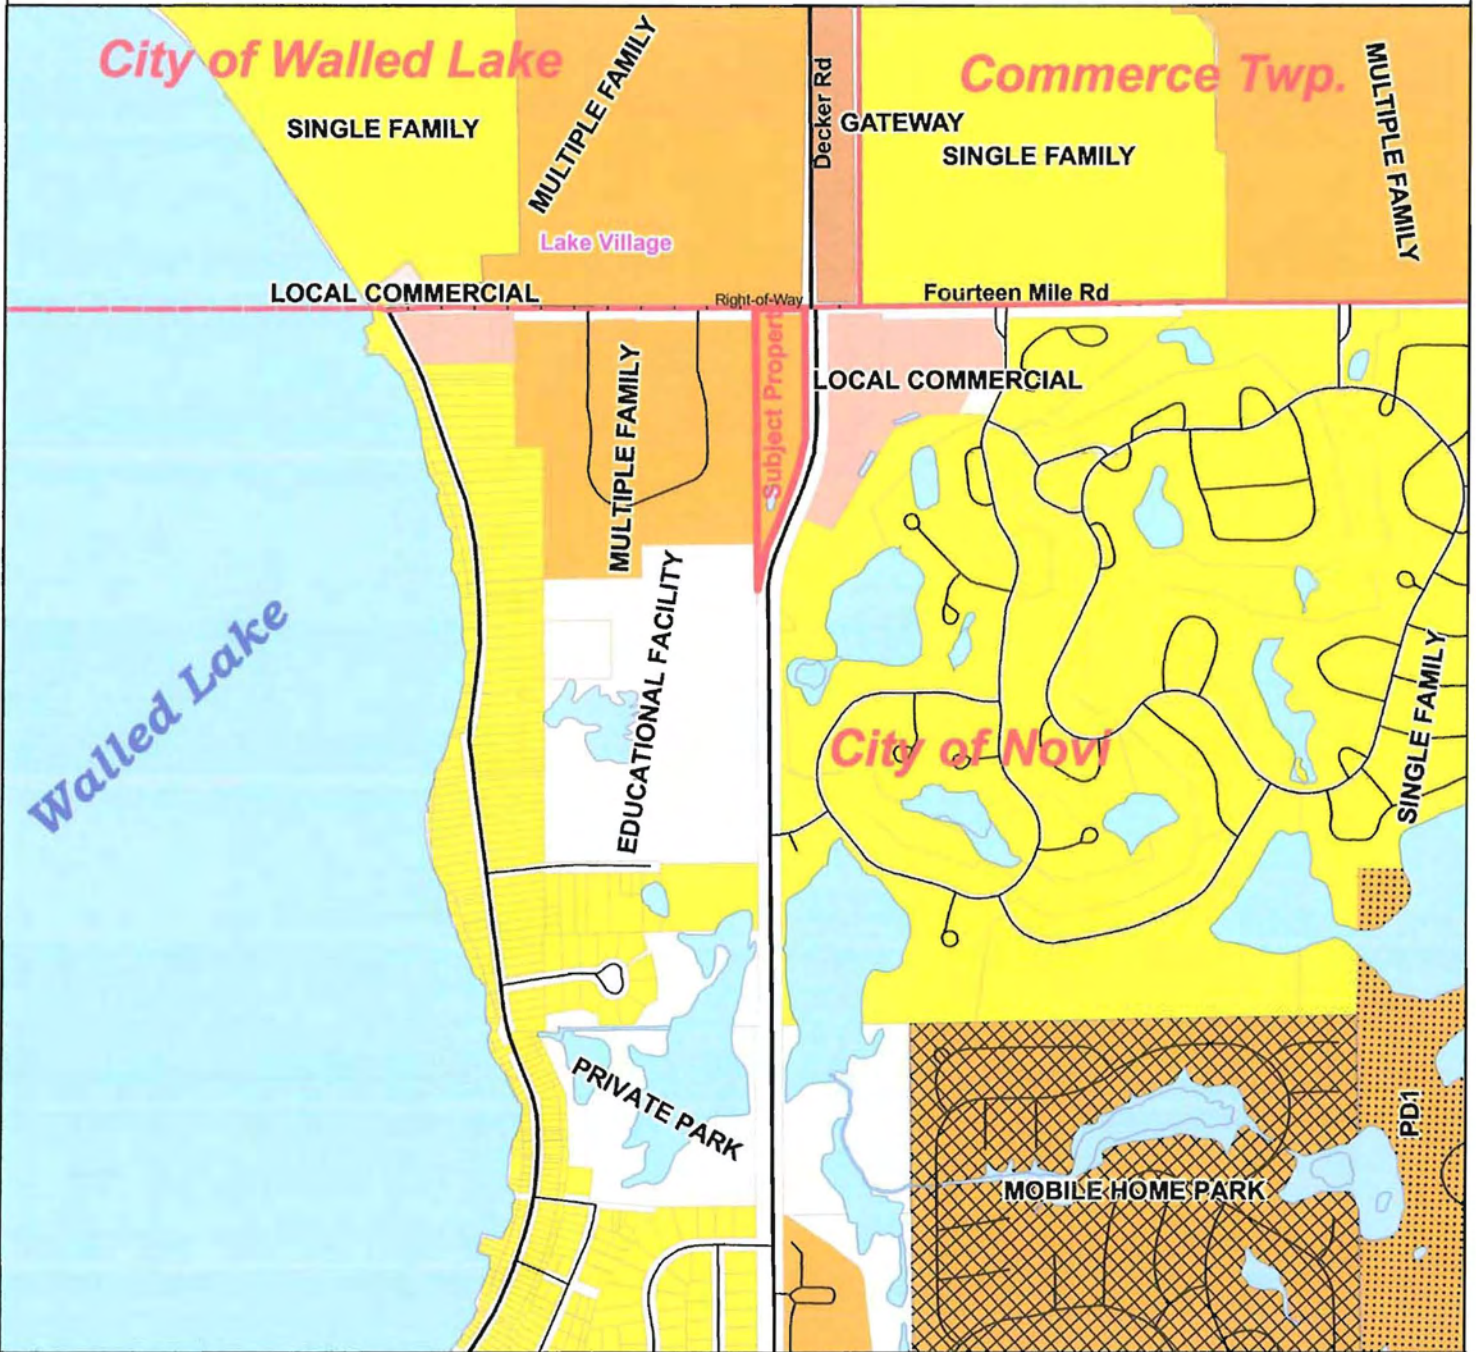 City of Walled Lake
MULTIPLE FAMILY
Decker Rd
Commerce Twp.
MULTIPLE FAMILY
SINGLE FAMILY
GATEWAY
SINGLE FAMILY
Lake Village
LOCAL COMMERCIAL
Right-of-Way
Fourteen Mile Rd
MULTIPLE FAMILY
Subject Propert
LOCAL COMMERCIAL
EDUCATIONAL FACILITY
Walled Lake
City of Novi
SINGLE FAMILY
PRIVATE PARK
PD1
MOBILE HOME PARK